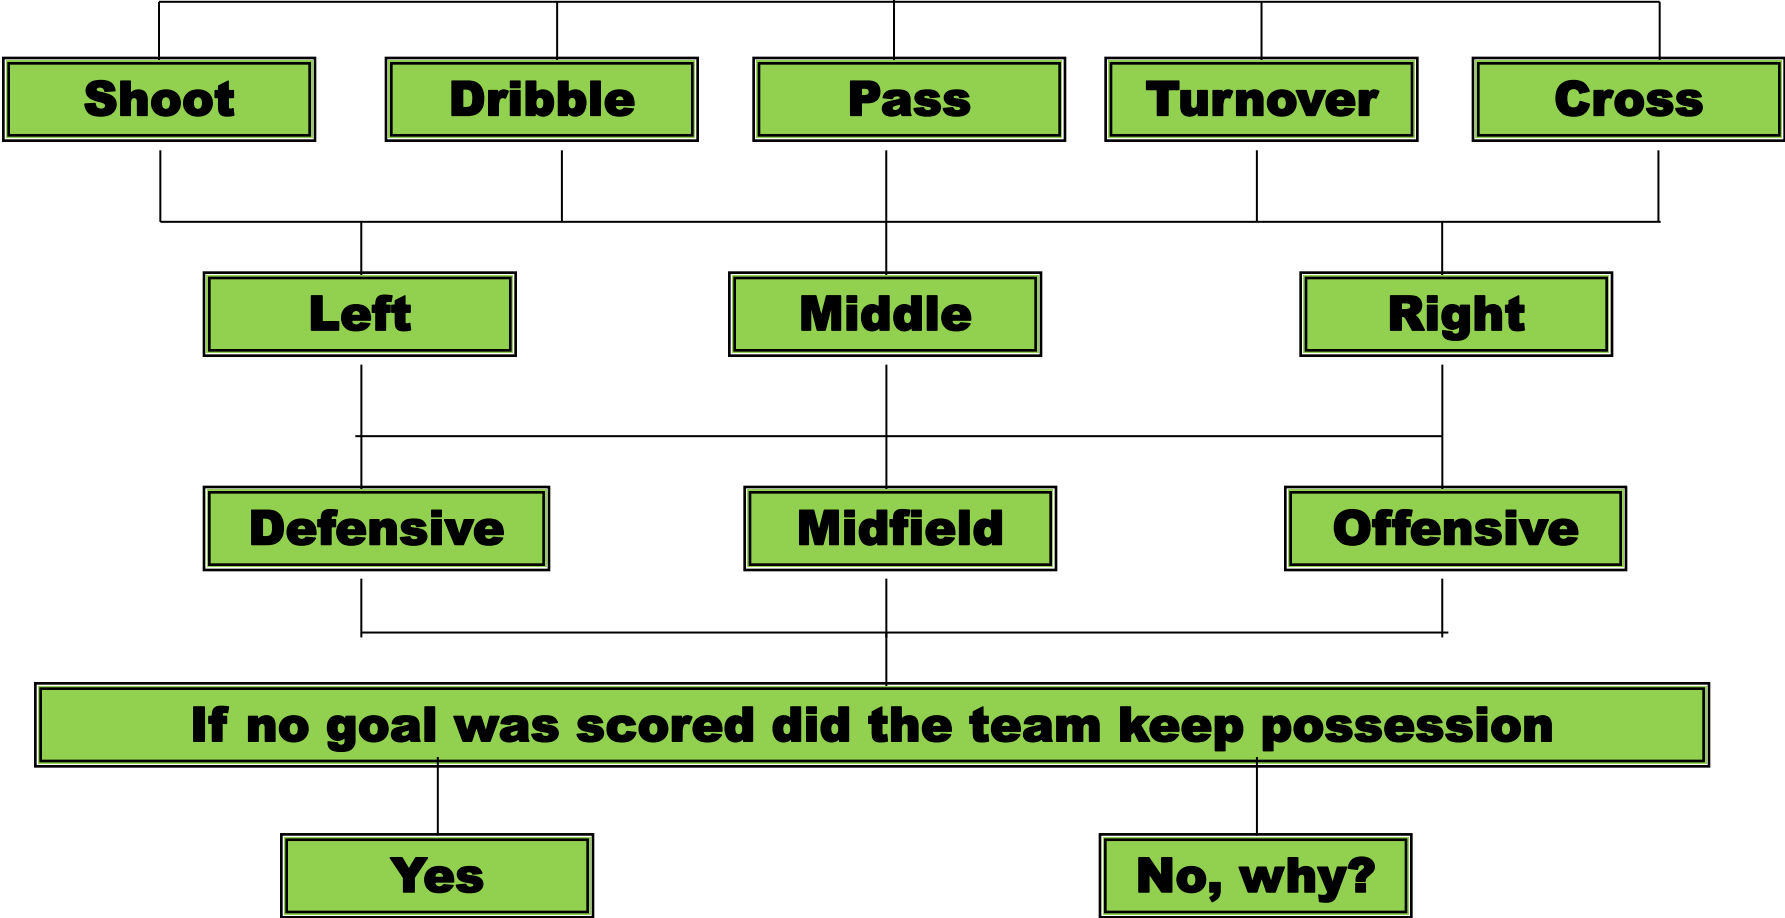 Shoot
Dribble
Pass
Turnover
Cross
Left
Middle
Right
Defensive
Midfield
Offensive
If no goal was scored did the team keep possession
Yes
No, why?